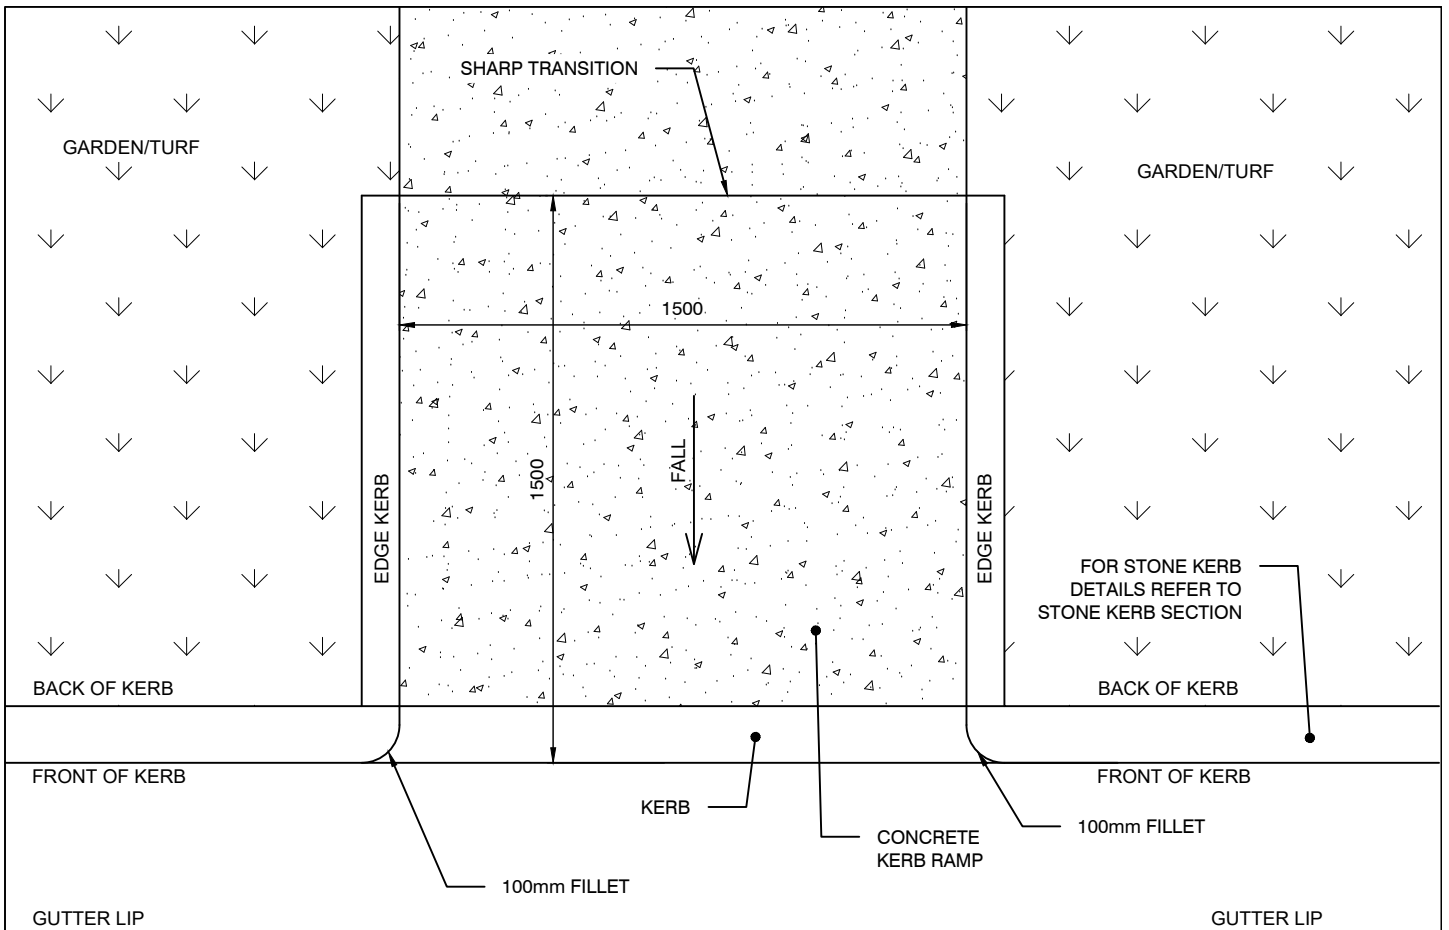 SHARP TRANSITION
GARDEN/TURF
GARDEN/TURF
1500
1500
FALL
EDGE KERB
EDGE KERB
FOR STONE KERB
DETAILS REFER TO
STONE KERB SECTION
BACK OF KERB
BACK OF KERB
FRONT OF KERB
FRONT OF KERB
KERB
CONCRETE
KERB RAMP
100mm FILLET
100mm FILLET
GUTTER LIP
GUTTER LIP